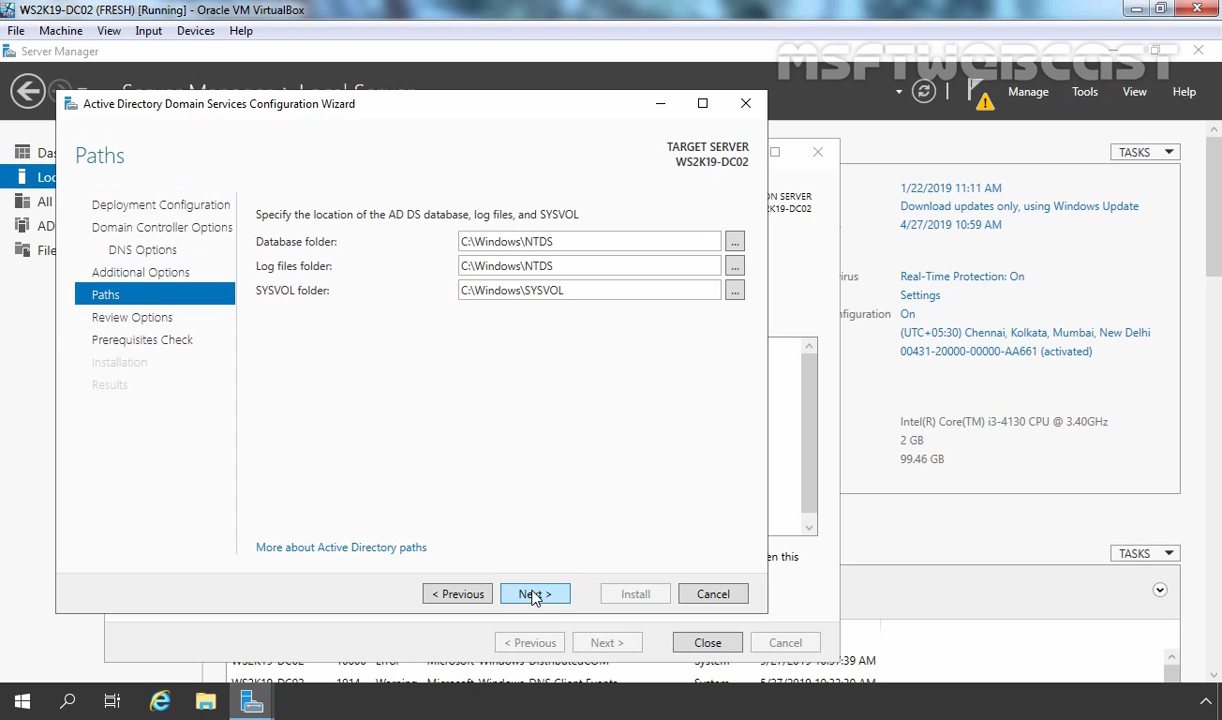 WS2K19-DC02 (FRESH) [Running] - Oracle VM VirtualBox
File Machine View Input Devices Help
Server Manager
MSFTWEBCAST
Manage Tools View Help
Active Directory Domain Services Configuration Wizard
Paths
TARGET SERVER
WS2K19-DC02
Deployment Configuration
Domain Controller Options
DNS Options
Additional Options
Paths
Review Options
Prerequisites Check
Installation
Results
Specify the location of the AD DS database, log files, and SYSVOL
Database folder: C:\Windows\NTDS ...
Log files folder: C:\Windows\NTDS ...
SYSVOL folder: C:\Windows\SYSVOL ...
More about Active Directory paths
< Previous Next > Install Cancel
All
AD
TASKS
1/22/2019 11:11 AM
Download updates only, using Windows Update
4/27/2019 10:59 AM
Real-Time Protection: On
Settings
On
(UTC+05:30) Chennai, Kolkata, Mumbai, New Delhi
00431-20000-00000-AA661 (activated)
Intel(R) Core(TM) i3-4130 CPU @ 3.40GHz
2 GB
99.46 GB
en this
< Previous Next > Close Cancel
TASKS